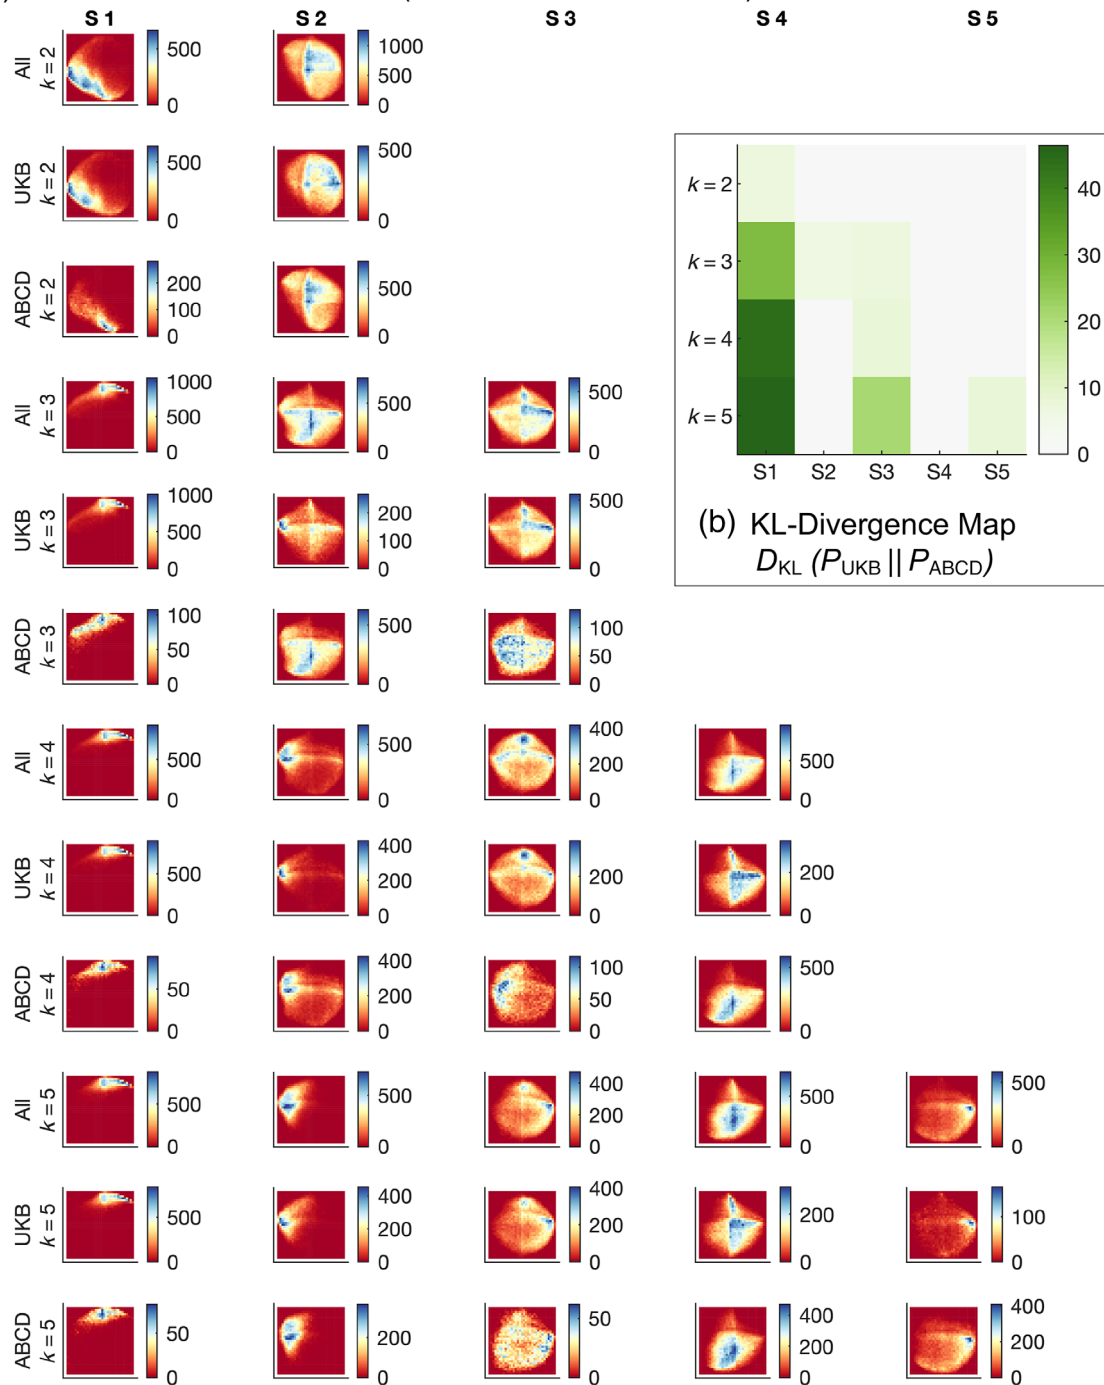 S 1 S 2 S 3 S 4 S 5
All k = 2 500 0 1000 500 0
UKB k = 2 500 0 500 0
ABCD k = 2 200 100 0 500 0
All k = 3 1000 500 0 500 0 500 0
UKB k = 3 1000 500 0 200 100 0 500 0
ABCD k = 3 100 50 0 500 0 100 50 0
All k = 4 500 0 500 0 400 200 0 500 0
UKB k = 4 500 0 400 200 0 200 0 200 0
ABCD k = 4 50 0 400 200 0 100 50 0 500 0
All k = 5 500 0 500 0 400 200 0 500 0 500 0
UKB k = 5 500 0 400 200 0 400 200 0 200 0 100 0
ABCD k = 5 50 0 200 0 50 0 400 200 0 400 200 0
k = 2
k = 3
k = 4
k = 5
S1 S2 S3 S4 S5
40
30
20
10
0
(b) KL-Divergence Map
DKL (PUKB || PABCD)